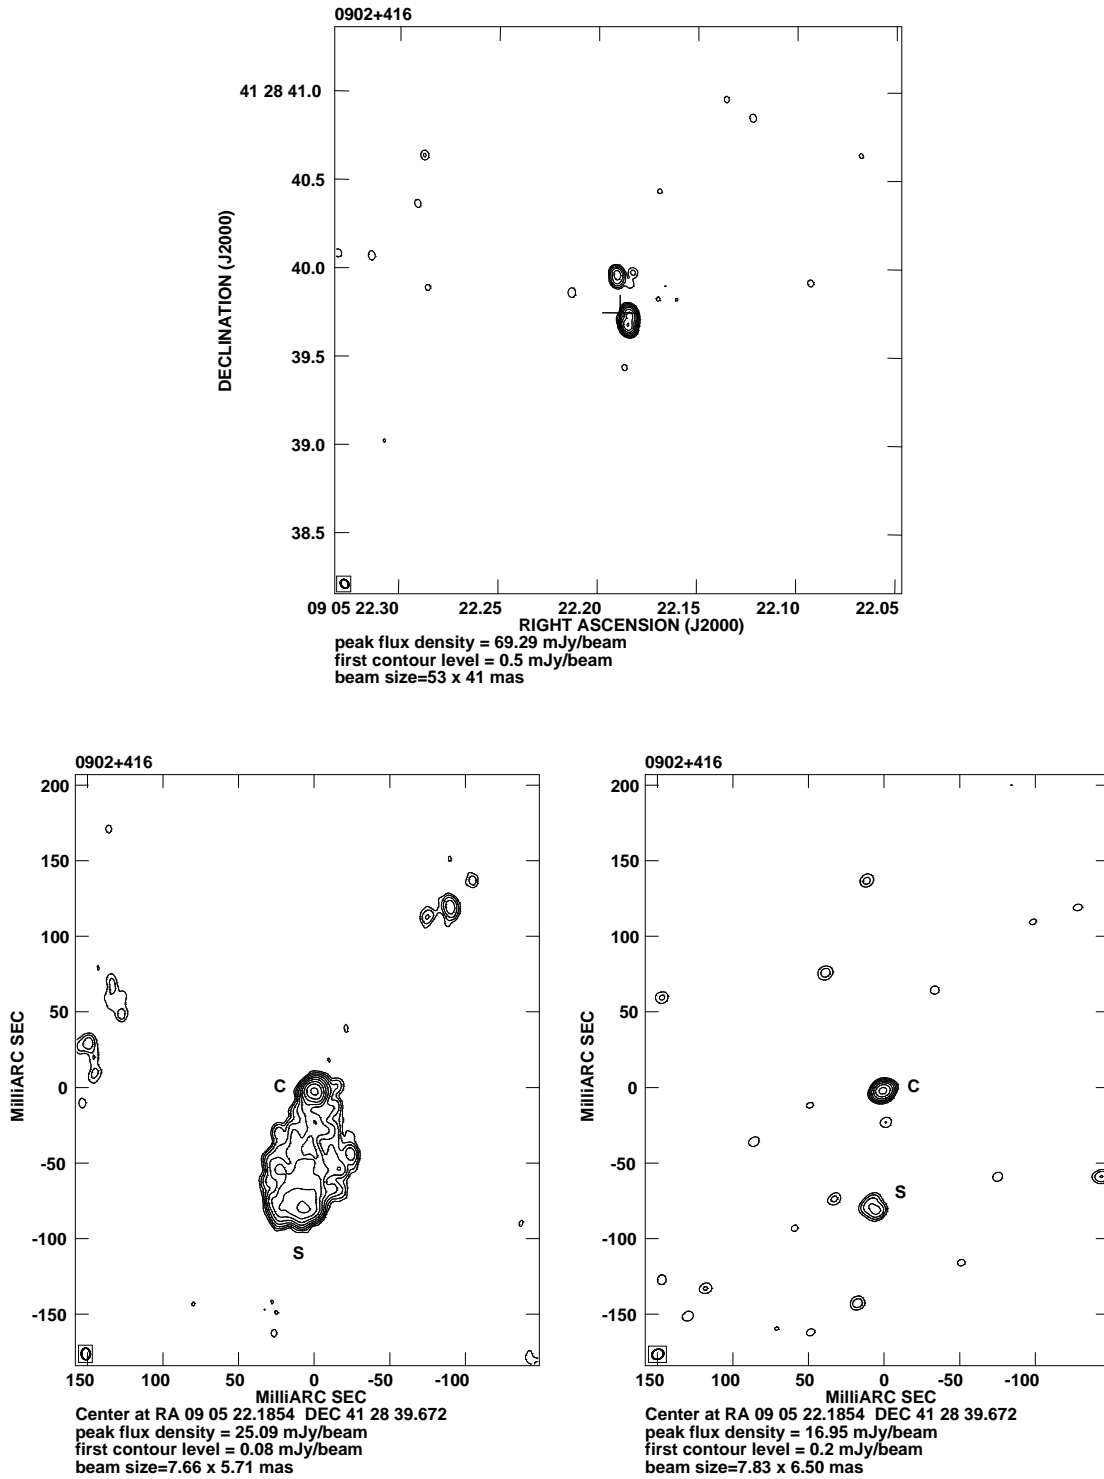 0902+416
41 28 41.0
40.5
40.0
39.5
39.0
38.5
DECLINATION (J2000)
09 05 22.30 22.25 22.20 22.15 22.10 22.05
RIGHT ASCENSION (J2000)
peak flux density = 69.29 mJy/beam
first contour level = 0.5 mJy/beam
beam size=53 x 41 mas
0902+416
200
150
100
50
0
-50
-100
-150
MilliARC SEC
C
S
150 100 50 0 -50 -100
MilliARC SEC
Center at RA 09 05 22.1854 DEC 41 28 39.672
peak flux density = 25.09 mJy/beam
first contour level = 0.08 mJy/beam
beam size=7.66 x 5.71 mas
0902+416
200
150
100
50
0
-50
-100
-150
MilliARC SEC
C
S
150 100 50 0 -50 -100
MilliARC SEC
Center at RA 09 05 22.1854 DEC 41 28 39.672
peak flux density = 16.95 mJy/beam
first contour level = 0.2 mJy/beam
beam size=7.83 x 6.50 mas